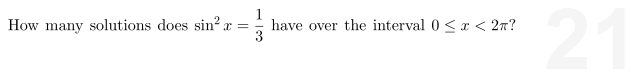 How many solutions does sin² x = 1/3 have over the interval 0 ≤ x < 2π?
21